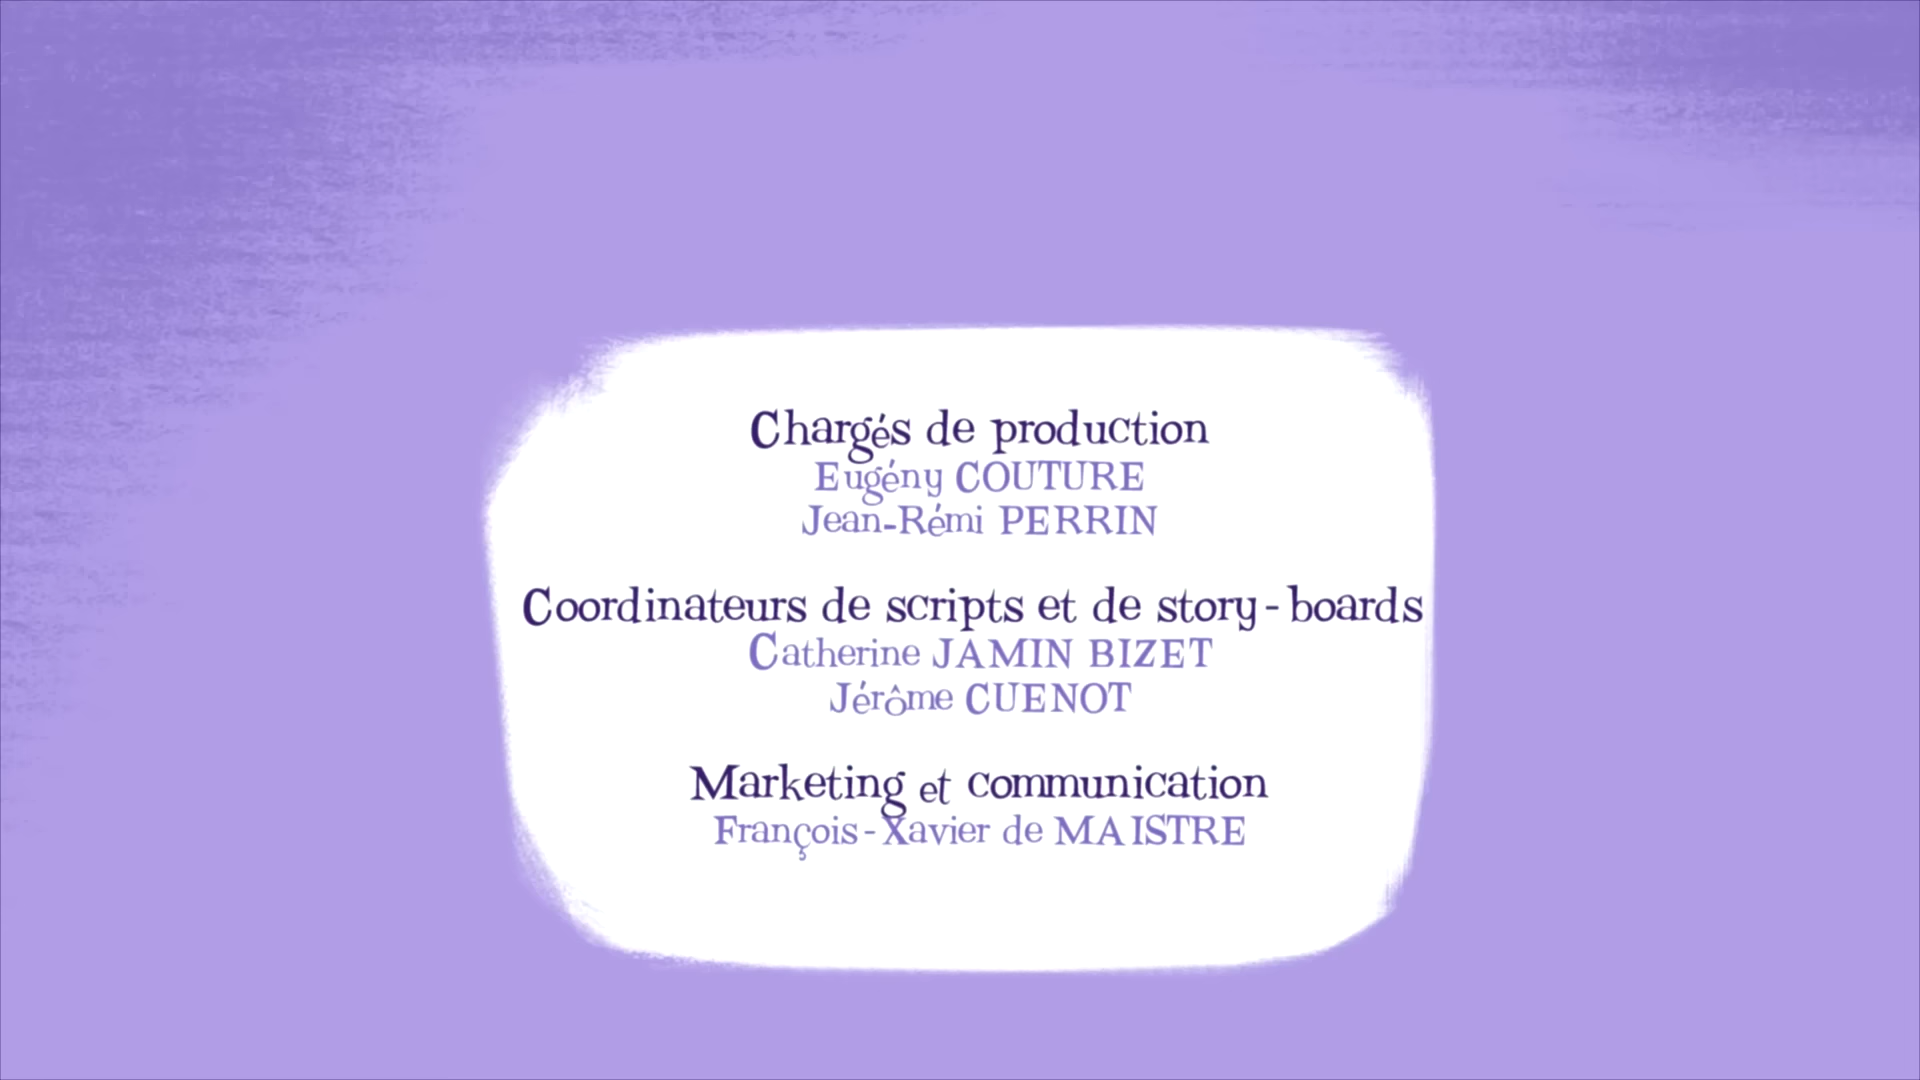 Chargés de production
Eugény COUTURE
Jean-Rémi PERRIN
Coordinateurs de scripts et de story-boards
Catherine JAMIN BIZET
Jérôme CUENOT
Marketing et communication
François-Xavier de MAISTRE